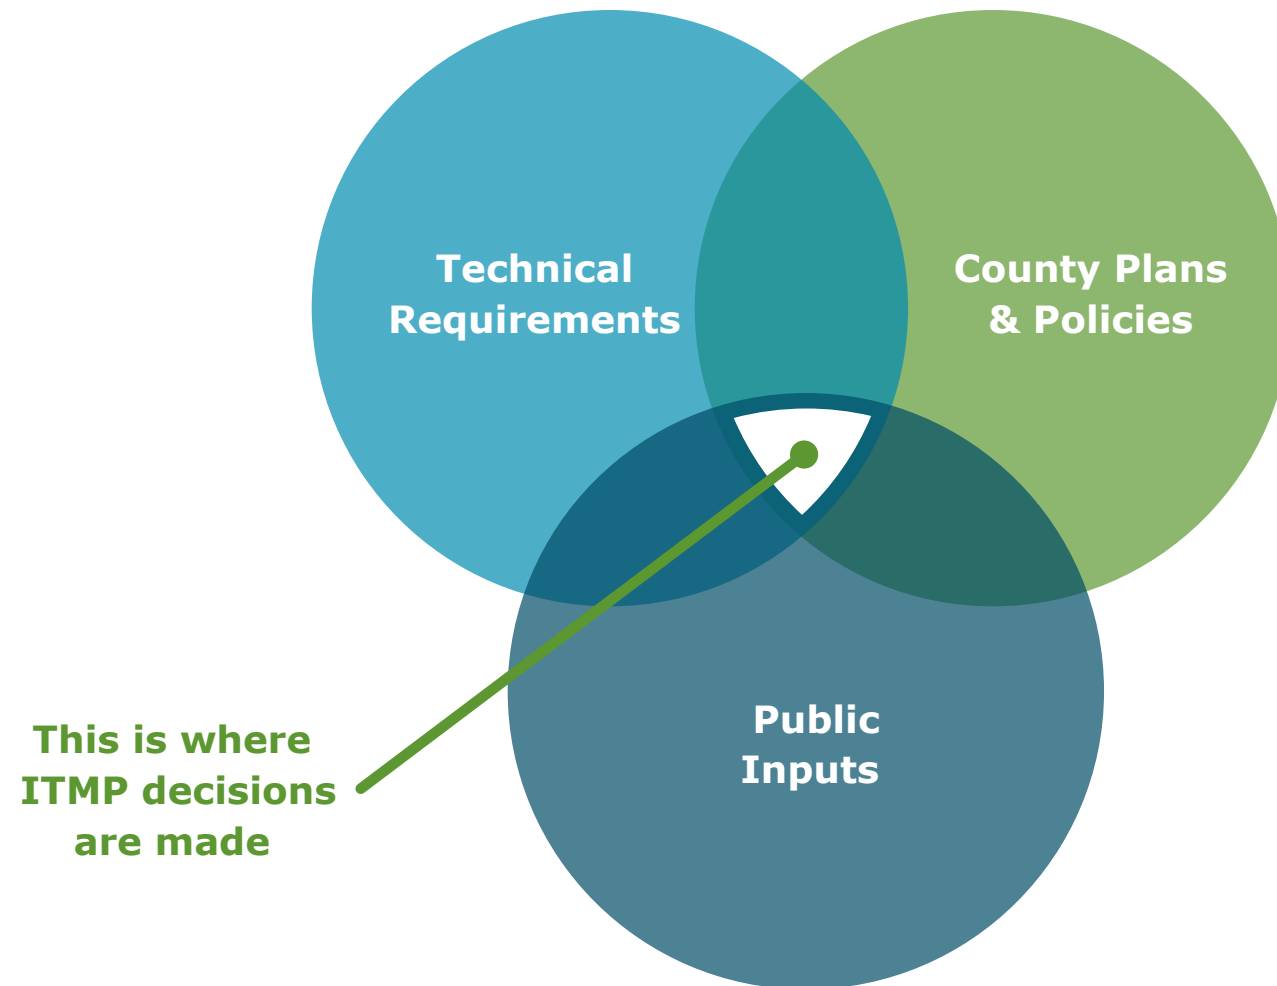 Technical
Requirements
County Plans
& Policies
Public
Inputs
This is where
ITMP decisions
are made